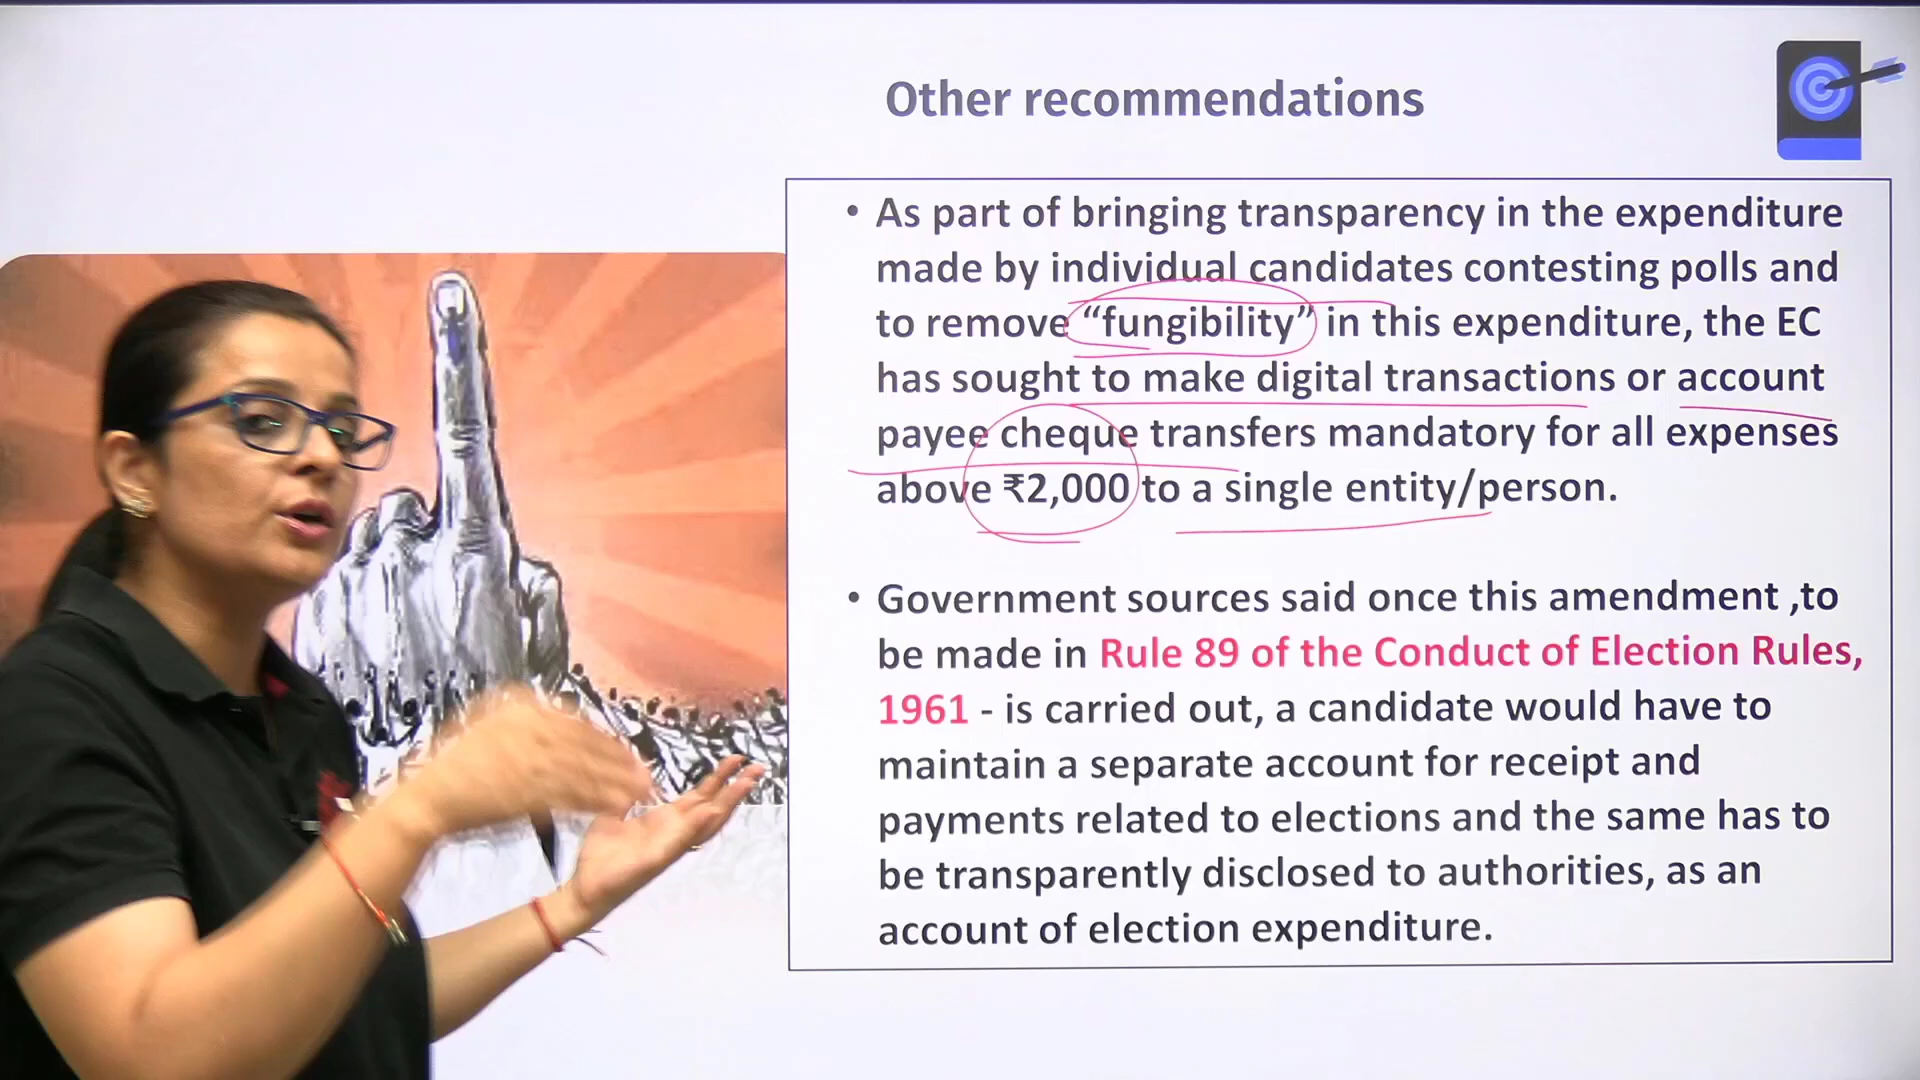 Other recommendations
• As part of bringing transparency in the expenditure
made by individual candidates contesting polls and
to remove “fungibility” in this expenditure, the EC
has sought to make digital transactions or account
payee cheque transfers mandatory for all expenses
above ₹2,000 to a single entity/person.
• Government sources said once this amendment ,to
be made in Rule 89 of the Conduct of Election Rules,
1961 - is carried out, a candidate would have to
maintain a separate account for receipt and
payments related to elections and the same has to
be transparently disclosed to authorities, as an
account of election expenditure.